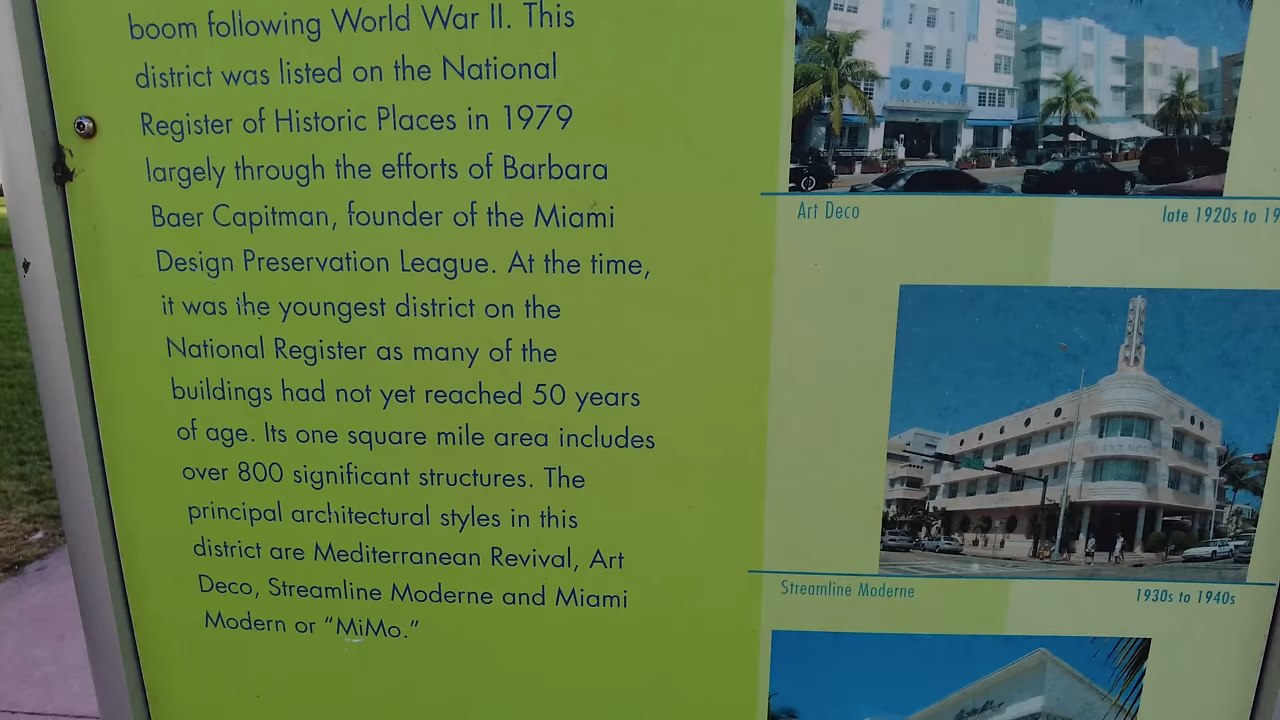 boom following World War II. This
district was listed on the National
Register of Historic Places in 1979
largely through the efforts of Barbara
Baer Capitman, founder of the Miami
Design Preservation League. At the time,
it was the youngest district on the
National Register as many of the
buildings had not yet reached 50 years
of age. Its one square mile area includes
over 800 significant structures. The
principal architectural styles in this
district are Mediterranean Revival, Art
Deco, Streamline Moderne and Miami
Modern or “MiMo.”
Art Deco
late 1920s to 19
Streamline Moderne
1930s to 1940s